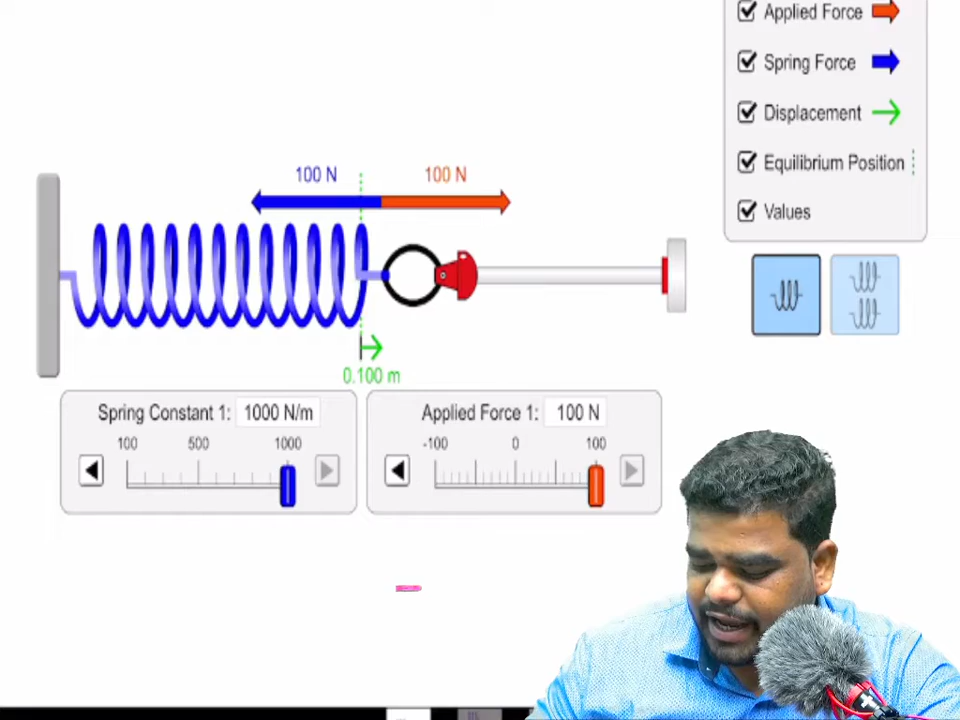 Applied Force
Spring Force
Displacement
Equilibrium Position
Values
100 N
100 N
0.100 m
Spring Constant 1: 1000 N/m
100 500 1000
Applied Force 1: 100 N
-100 0 100